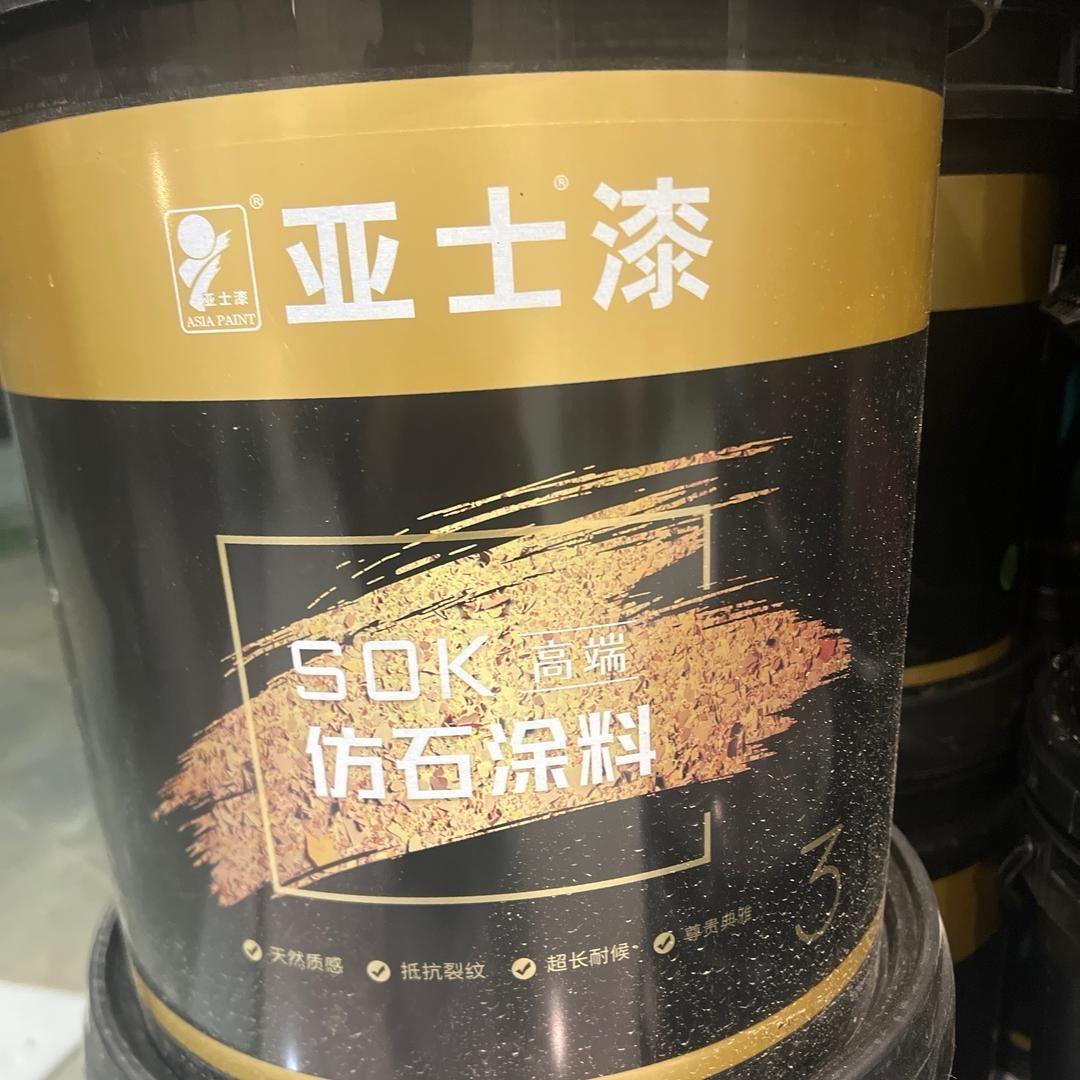 亚士漆
ASIA PAINT
®
亚士漆®
SOK 高端
仿石涂料
天然质感 抵抗裂纹 超长耐候 尊贵典雅
3